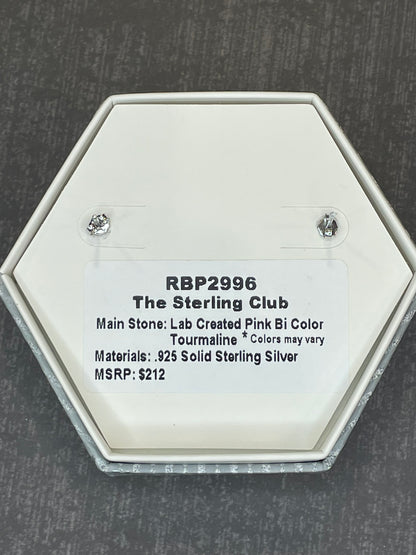 RBP2996
The Sterling Club
Main Stone: Lab Created Pink Bi Color
Tourmaline * Colors may vary
Materials: .925 Solid Sterling Silver
MSRP: $212